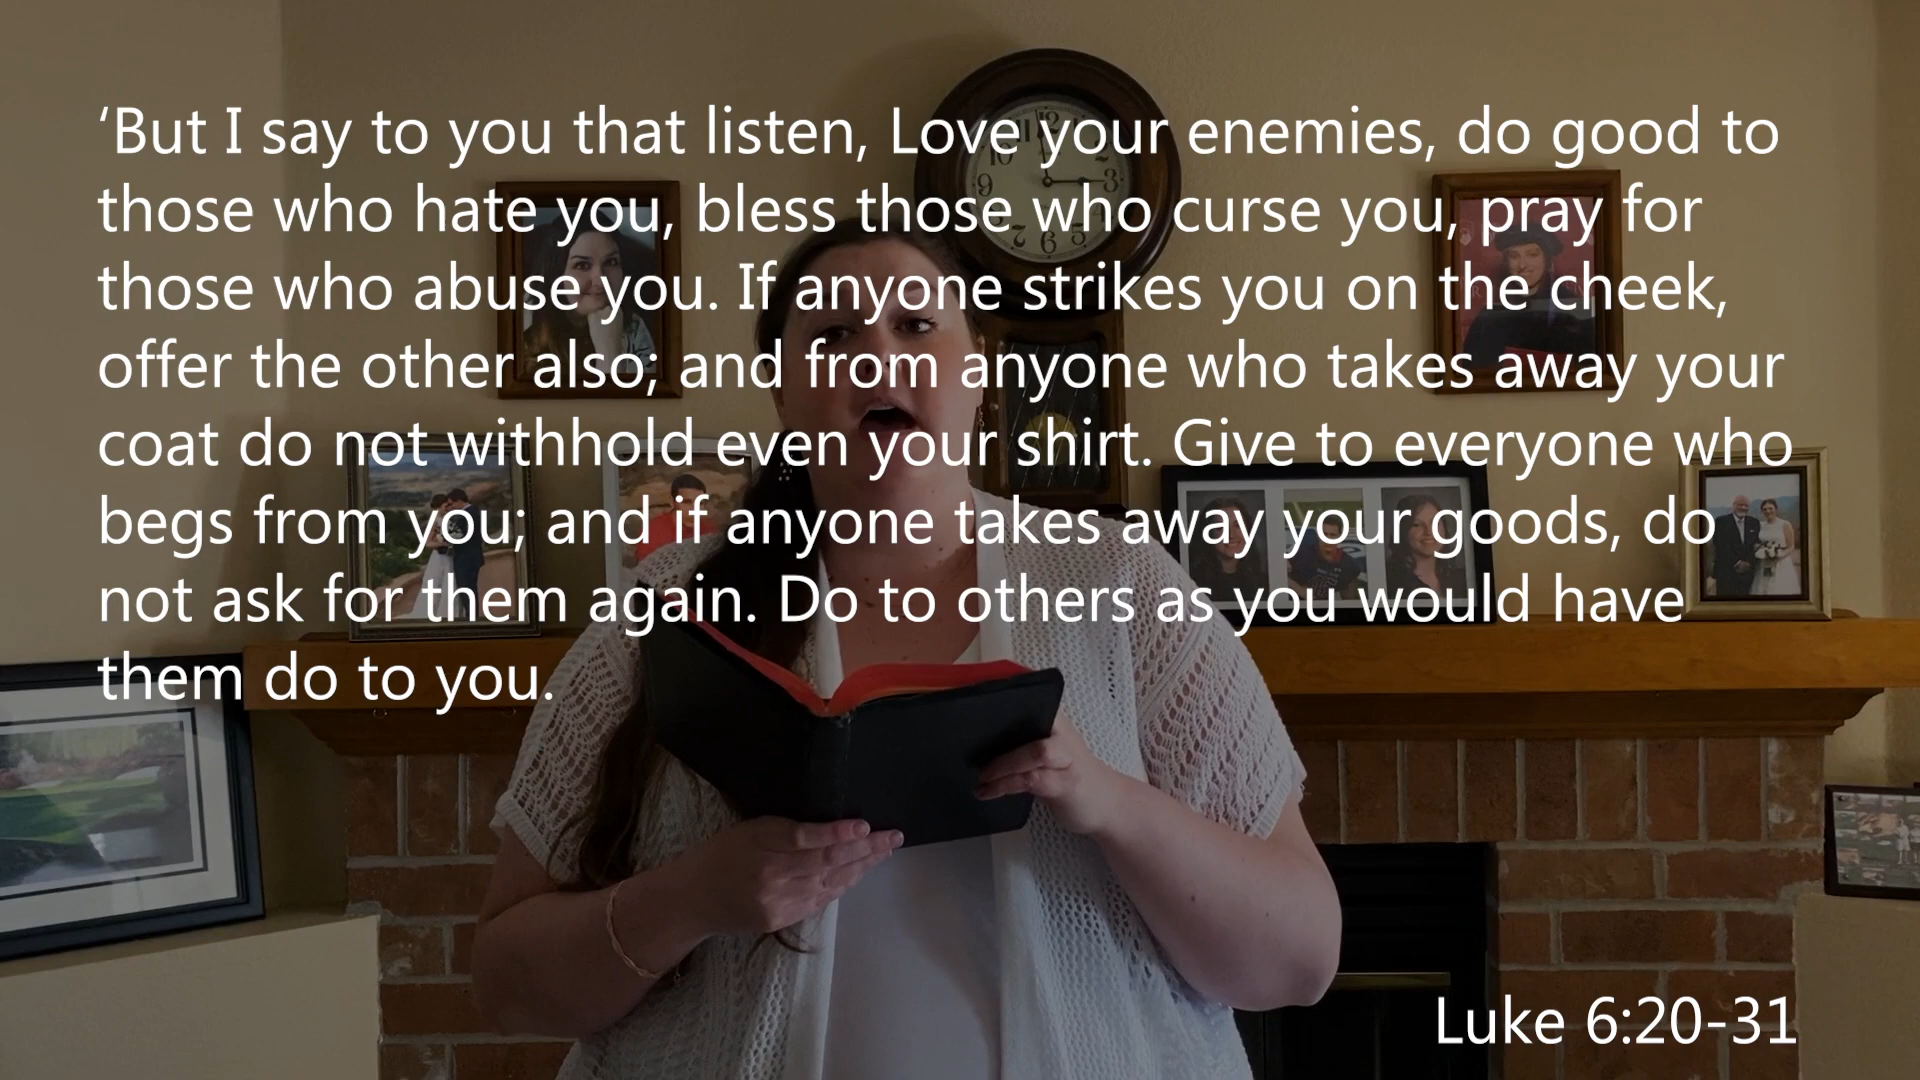 ‘But I say to you that listen, Love your enemies, do good to
those who hate you, bless those who curse you, pray for
those who abuse you. If anyone strikes you on the cheek,
offer the other also; and from anyone who takes away your
coat do not withhold even your shirt. Give to everyone who
begs from you; and if anyone takes away your goods, do
not ask for them again. Do to others as you would have
them do to you.
Luke 6:20-31